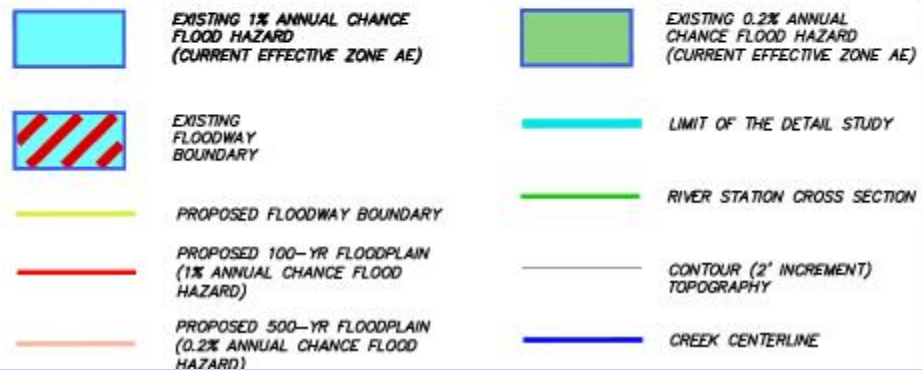 EXISTING 1% ANNUAL CHANCE
FLOOD HAZARD
(CURRENT EFFECTIVE ZONE AE)
EXISTING
FLOODWAY
BOUNDARY
PROPOSED FLOODWAY BOUNDARY
PROPOSED 100-YR FLOODPLAIN
(1% ANNUAL CHANCE FLOOD
HAZARD)
PROPOSED 500-YR FLOODPLAIN
(0.2% ANNUAL CHANCE FLOOD
HAZARD)
EXISTING 0.2% ANNUAL
CHANCE FLOOD HAZARD
(CURRENT EFFECTIVE ZONE AE)
LIMIT OF THE DETAIL STUDY
RIVER STATION CROSS SECTION
CONTOUR (2' INCREMENT)
TOPOGRAPHY
CREEK CENTERLINE